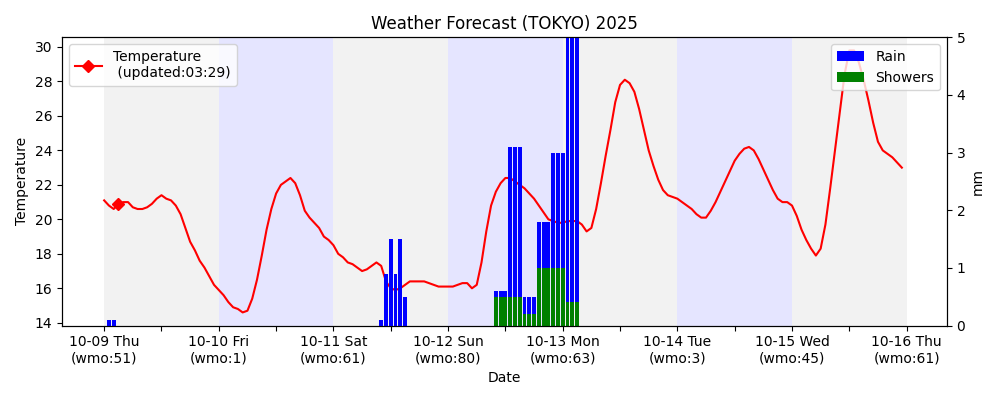 Weather Forecast (TOKYO) 2025
Temperature
(updated:03:29)
Rain
Showers
Temperature
30
28
26
24
22
20
18
16
14
5
4
3
2
1
0
mm
10-09 Thu
(wmo:51)
10-10 Fri
(wmo:1)
10-11 Sat
(wmo:61)
10-12 Sun
(wmo:80)
10-13 Mon
(wmo:63)
10-14 Tue
(wmo:3)
10-15 Wed
(wmo:45)
10-16 Thu
(wmo:61)
Date